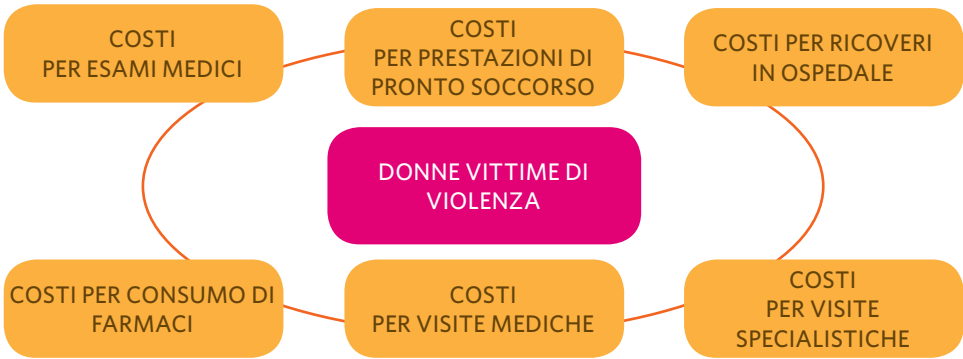 COSTI
PER ESAMI MEDICI
COSTI
PER PRESTAZIONI DI
PRONTO SOCCORSO
COSTI PER RICOVERI
IN OSPEDALE
DONNE VITTIME DI
VIOLENZA
COSTI PER CONSUMO DI
FARMACI
COSTI
PER VISITE MEDICHE
COSTI
PER VISITE
SPECIALISTICHE